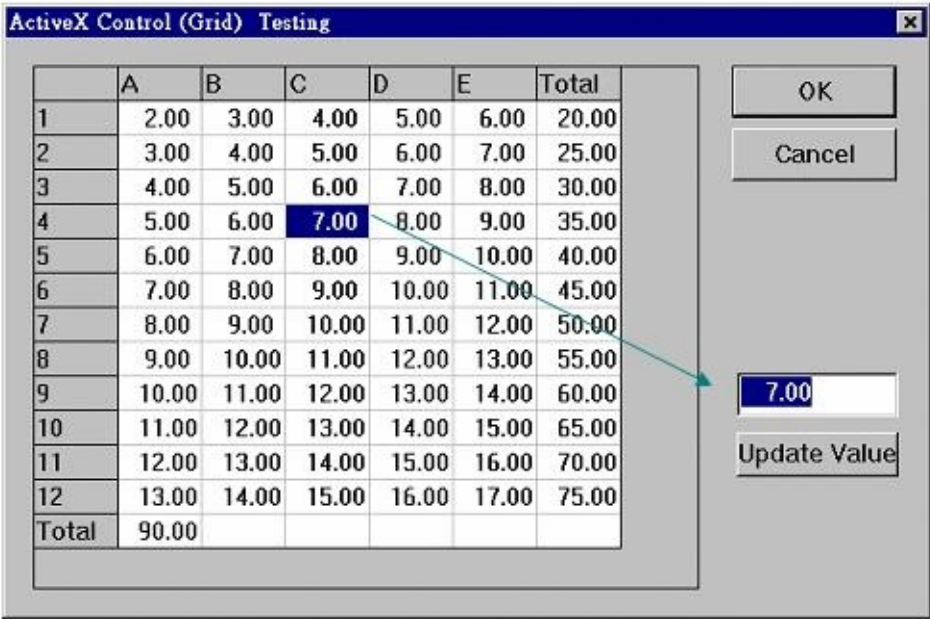 ActiveX Control (Grid) Testing
A B C D E Total
1 2.00 3.00 4.00 5.00 6.00 20.00
2 3.00 4.00 5.00 6.00 7.00 25.00
3 4.00 5.00 6.00 7.00 8.00 30.00
4 5.00 6.00 7.00 8.00 9.00 35.00
5 6.00 7.00 8.00 9.00 10.00 40.00
6 7.00 8.00 9.00 10.00 11.00 45.00
7 8.00 9.00 10.00 11.00 12.00 50.00
8 9.00 10.00 11.00 12.00 13.00 55.00
9 10.00 11.00 12.00 13.00 14.00 60.00
10 11.00 12.00 13.00 14.00 15.00 65.00
11 12.00 13.00 14.00 15.00 16.00 70.00
12 13.00 14.00 15.00 16.00 17.00 75.00
Total 90.00
OK
Cancel
7.00
Update Value